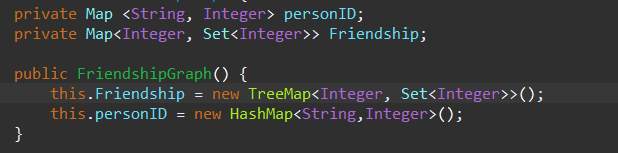 private Map <String, Integer> personID;
private Map<Integer, Set<Integer>> Friendship;
public FriendshipGraph() {
this.Friendship = new TreeMap<Integer, Set<Integer>>();
this.personID = new HashMap<String,Integer>();
}